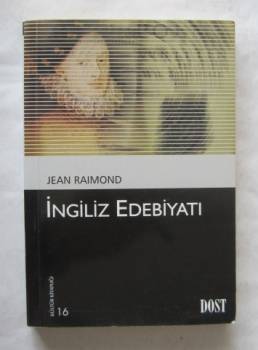 JEAN RAIMOND
İNGİLİZ EDEBİYATI
KÜLTÜR KİTAPLIĞI
16
DOST